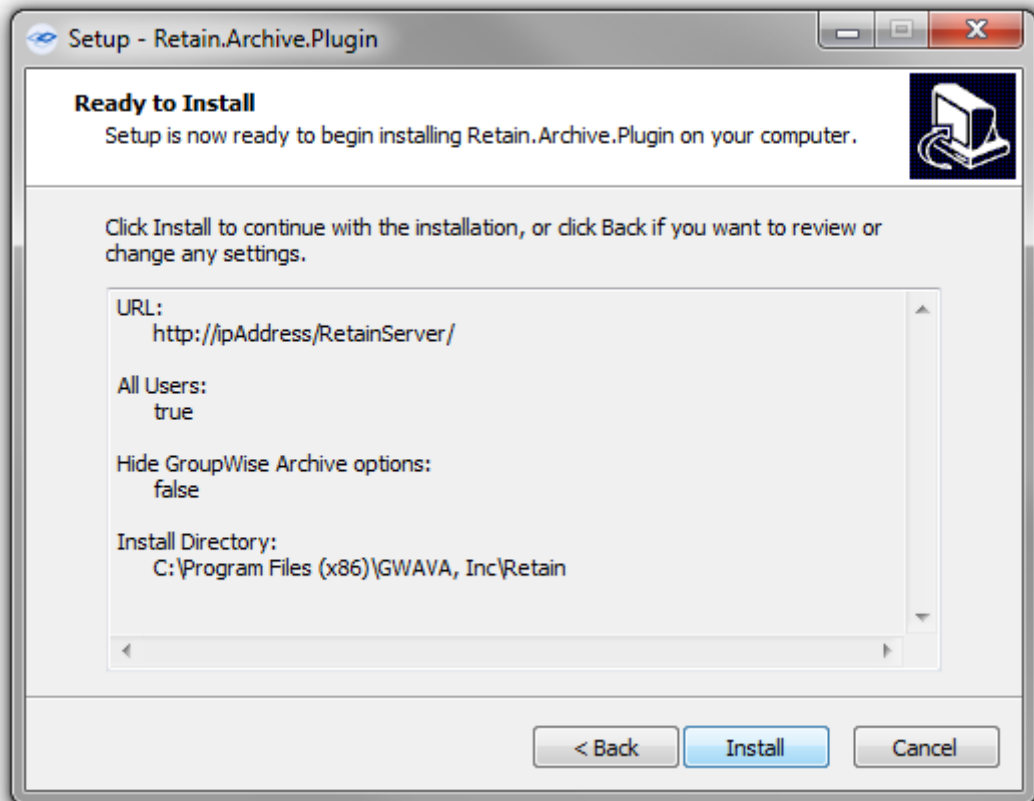 Setup - Retain.Archive.Plugin
Ready to Install
Setup is now ready to begin installing Retain.Archive.Plugin on your computer.
Click Install to continue with the installation, or click Back if you want to review or
change any settings.
URL:
http://ipAddress/RetainServer/
All Users:
true
Hide GroupWise Archive options:
false
Install Directory:
C:\Program Files (x86)\GWAVA, Inc\Retain
< Back Install Cancel